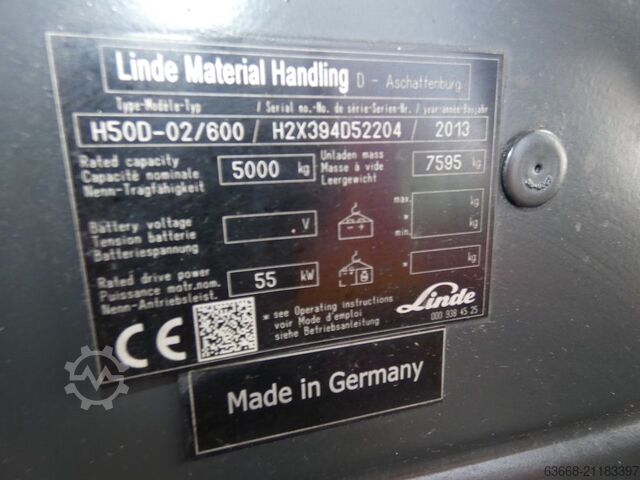 Linde Material Handling D - Aschaffenburg
Type-Modèle-Typ / Serial no.-No. de série-Serien-Nr. / year-année-Baujahr
H50D-02/600 / H2X394D52204 / 2013
Rated capacity
Capacité nominale
Nenn-Tragfähigkeit
5000 kg
Unladen mass
Masse à vide
Leergewicht
7595 kg
Battery voltage
Tension batterie
Batteriespannung
. V
max. kg
*
min. kg
Rated drive power
Puissance motr.nom.
Nenn-Antriebsleist.
55 kW
* kg
* see Operating instructions
voir Mode d'emploi
siehe Betriebsanleitung
Linde
000 938 45 25
CE
Made in Germany
63668-21183397